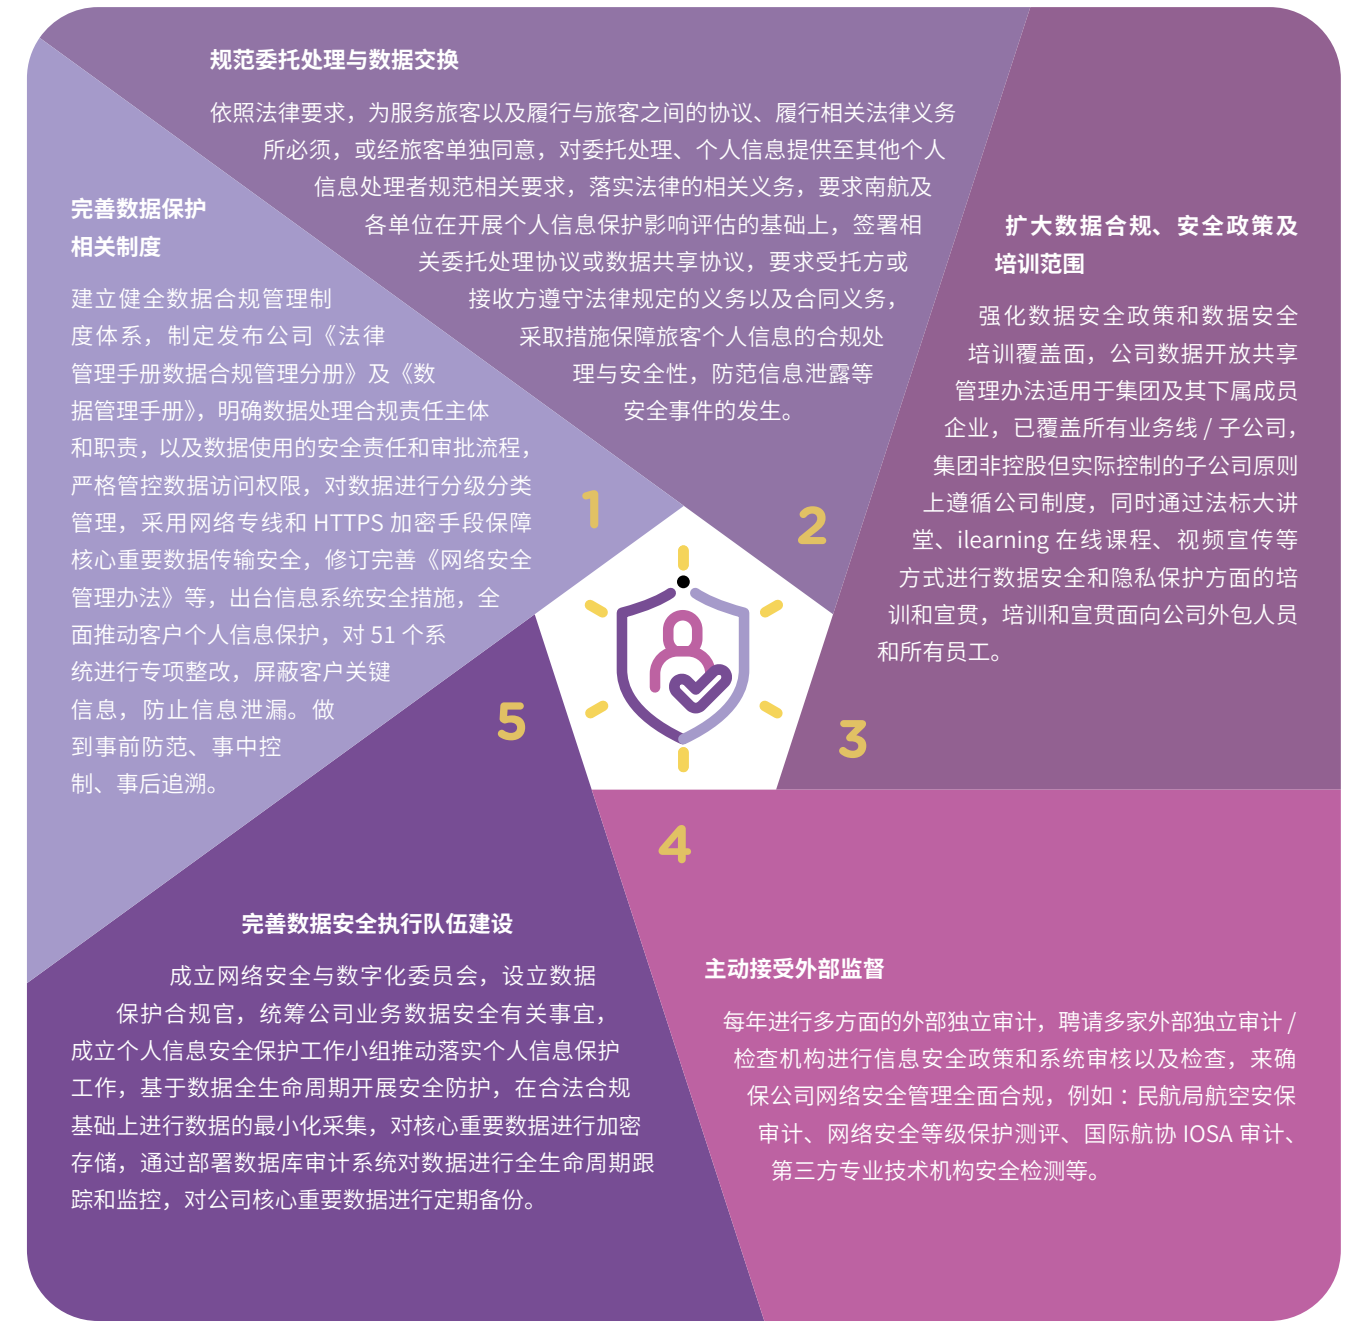 完善数据保护
相关制度
建立健全数据合规管理制
度体系，制定发布公司《法律
管理手册数据合规管理分册》及《数
据管理手册》，明确数据处理合规责任主体
和职责，以及数据使用的安全责任和审批流程，
严格管控数据访问权限，对数据进行分级分类
管理，采用网络专线和 HTTPS 加密手段保障
核心重要数据传输安全，修订完善《网络安全
管理办法》等，出台信息系统安全措施，全
面推动客户个人信息保护，对 51 个系
统进行专项整改，屏蔽客户关键
信息，防止信息泄漏。做
到事前防范、事中控
制、事后追溯。
1
规范委托处理与数据交换
依照法律要求，为服务旅客以及履行与旅客之间的协议、履行相关法律义务
所必须，或经旅客单独同意，对委托处理、个人信息提供至其他个人
信息处理者规范相关要求，落实法律的相关义务，要求南航及
各单位在开展个人信息保护影响评估的基础上，签署相
关委托处理协议或数据共享协议，要求受托方或
接收方遵守法律规定的义务以及合同义务，
采取措施保障旅客个人信息的合规处
理与安全性，防范信息泄露等
安全事件的发生。
2
扩大数据合规、安全政策及
培训范围
强化数据安全政策和数据安全
培训覆盖面，公司数据开放共享
管理办法适用于集团及其下属成员
企业，已覆盖所有业务线 / 子公司，
集团非控股但实际控制的子公司原则
上遵循公司制度，同时通过法标大讲
堂、ilearning 在线课程、视频宣传等
方式进行数据安全和隐私保护方面的培
训和宣贯，培训和宣贯面向公司外包人员
和所有员工。
3
4
主动接受外部监督
每年进行多方面的外部独立审计，聘请多家外部独立审计 /
检查机构进行信息安全政策和系统审核以及检查，来确
保公司网络安全管理全面合规，例如：民航局航空安保
审计、网络安全等级保护测评、国际航协 IOSA 审计、
第三方专业技术机构安全检测等。
5
完善数据安全执行队伍建设
成立网络安全与数字化委员会，设立数据
保护合规官，统筹公司业务数据安全有关事宜，
成立个人信息安全保护工作小组推动落实个人信息保护
工作，基于数据全生命周期开展安全防护，在合法合规
基础上进行数据的最小化采集，对核心重要数据进行加密
存储，通过部署数据库审计系统对数据进行全生命周期跟
踪和监控，对公司核心重要数据进行定期备份。